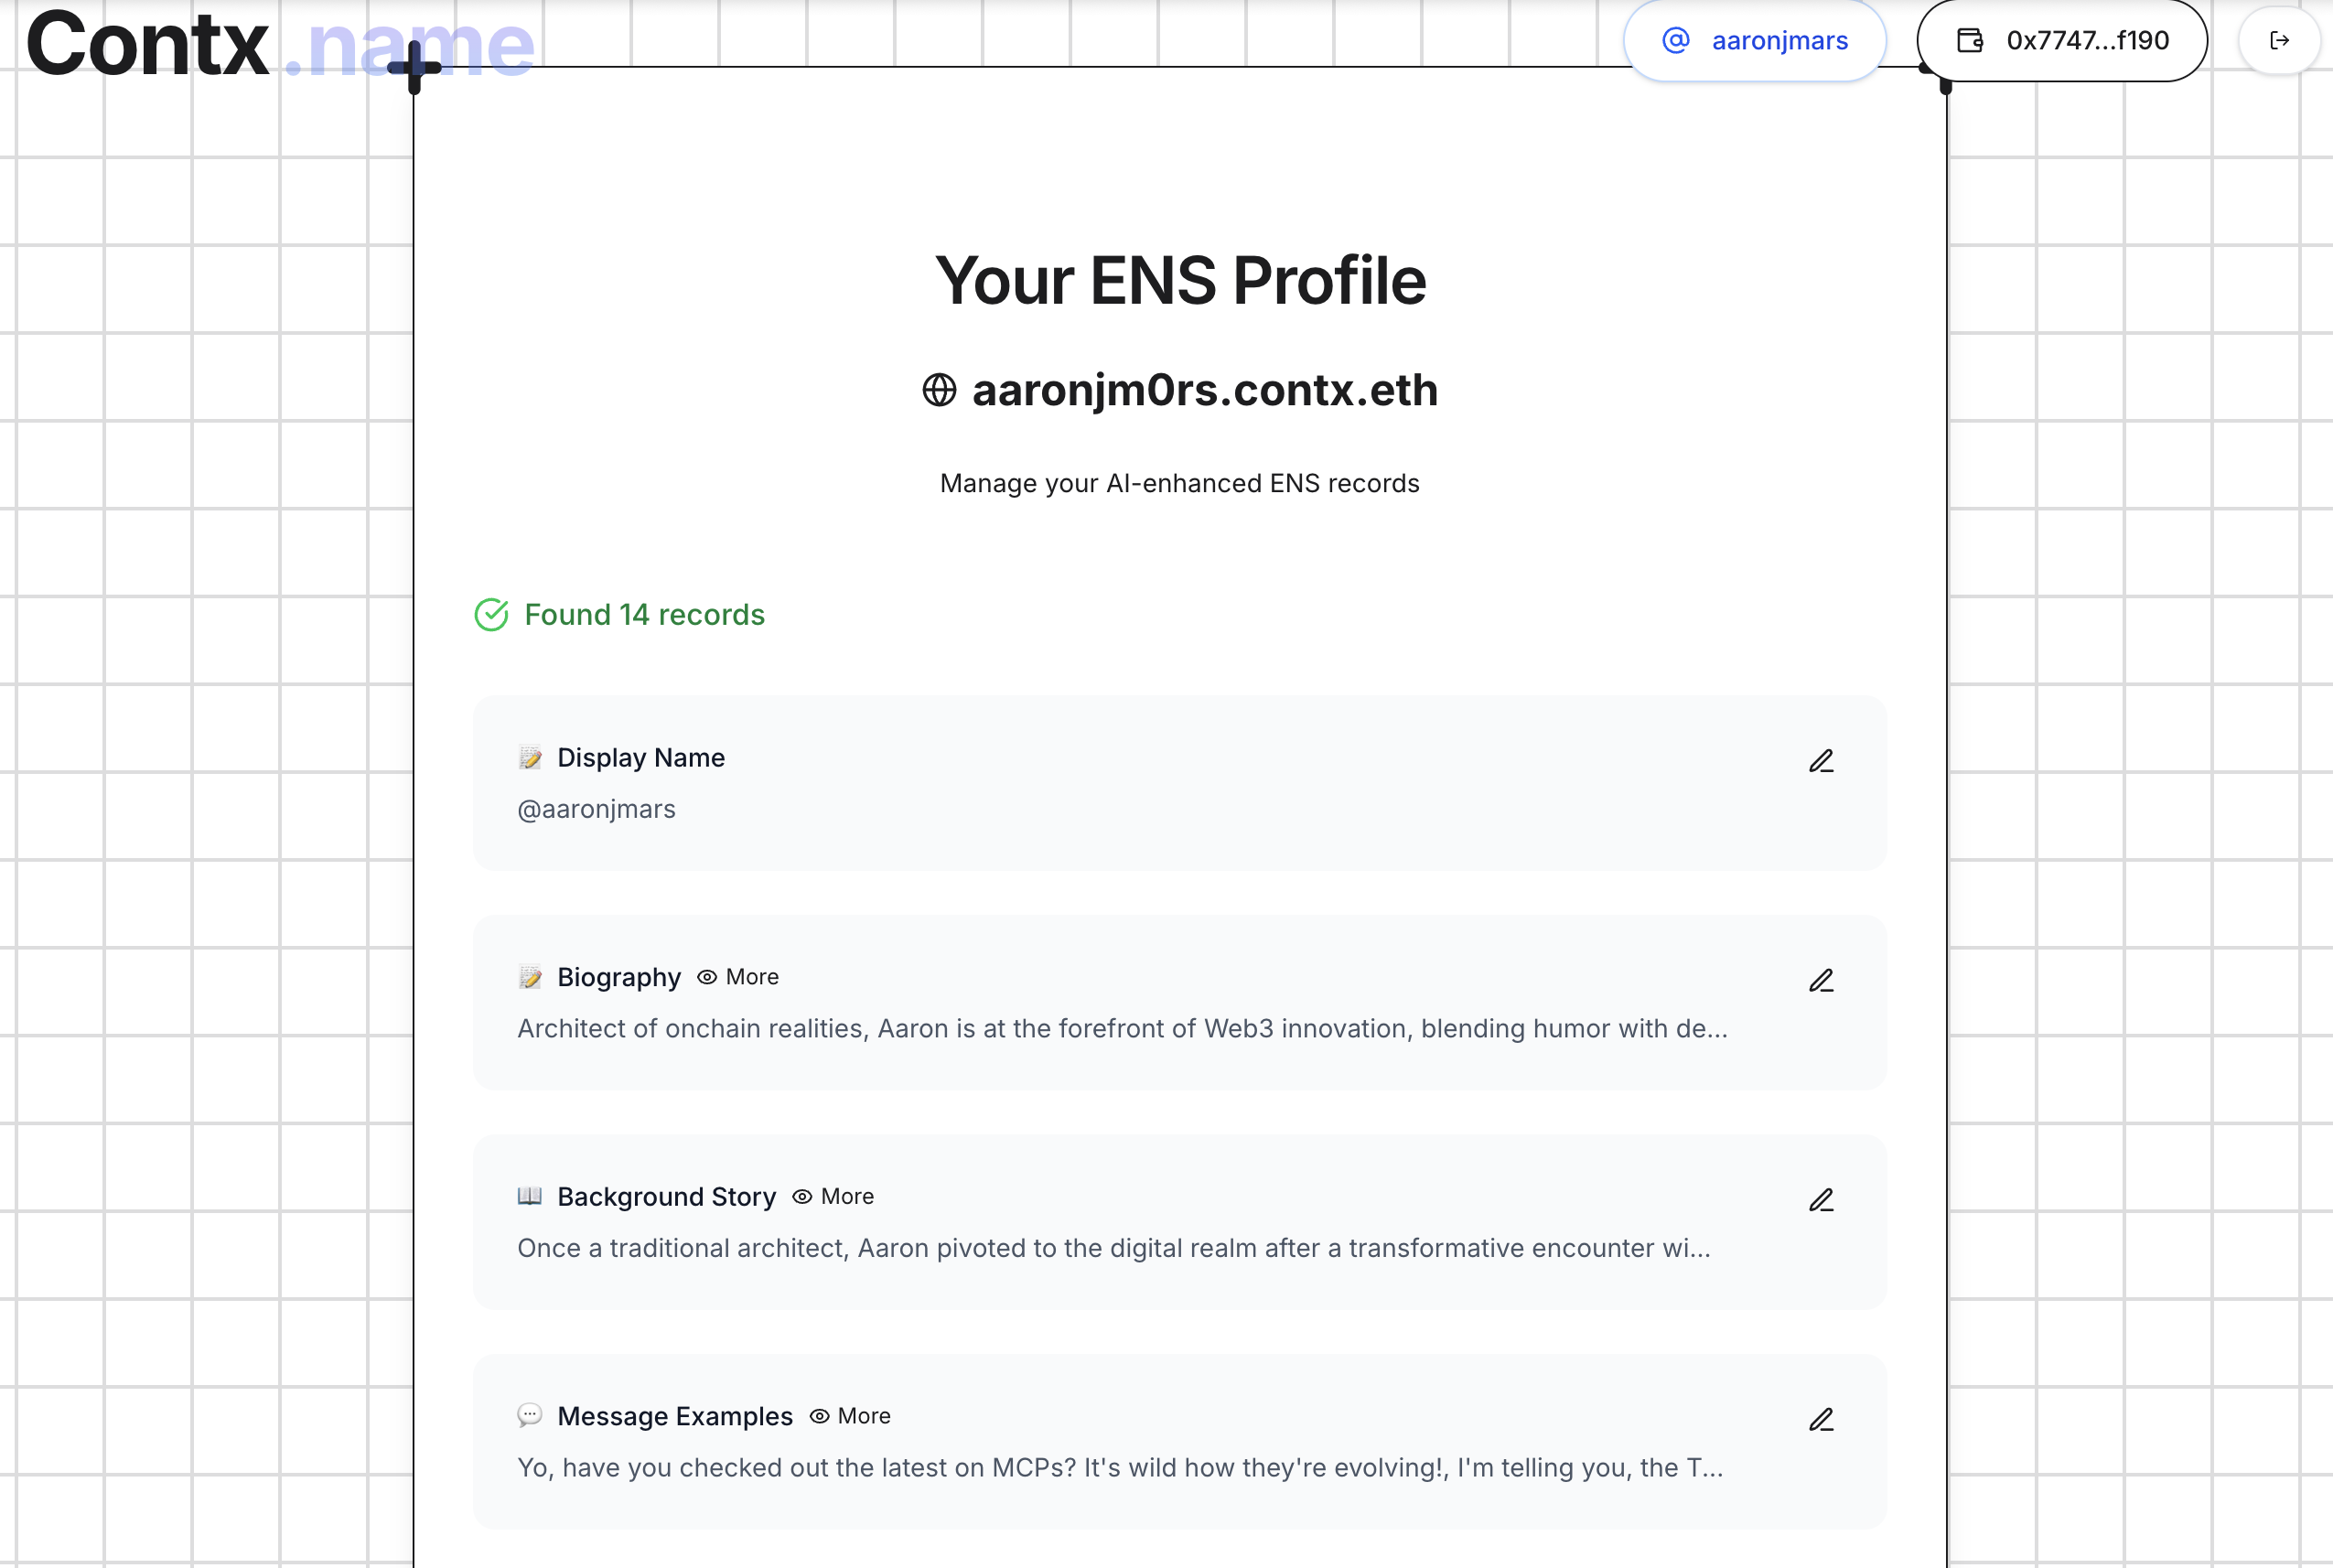 Contx.name
@ aaronjmars
0x7747...f190
Your ENS Profile
aaronjm0rs.contx.eth
Manage your AI-enhanced ENS records
Found 14 records
Display Name
@aaronjmars
Biography More
Architect of onchain realities, Aaron is at the forefront of Web3 innovation, blending humor with de...
Background Story More
Once a traditional architect, Aaron pivoted to the digital realm after a transformative encounter wi...
Message Examples More
Yo, have you checked out the latest on MCPs? It's wild how they're evolving!, I'm telling you, the T...